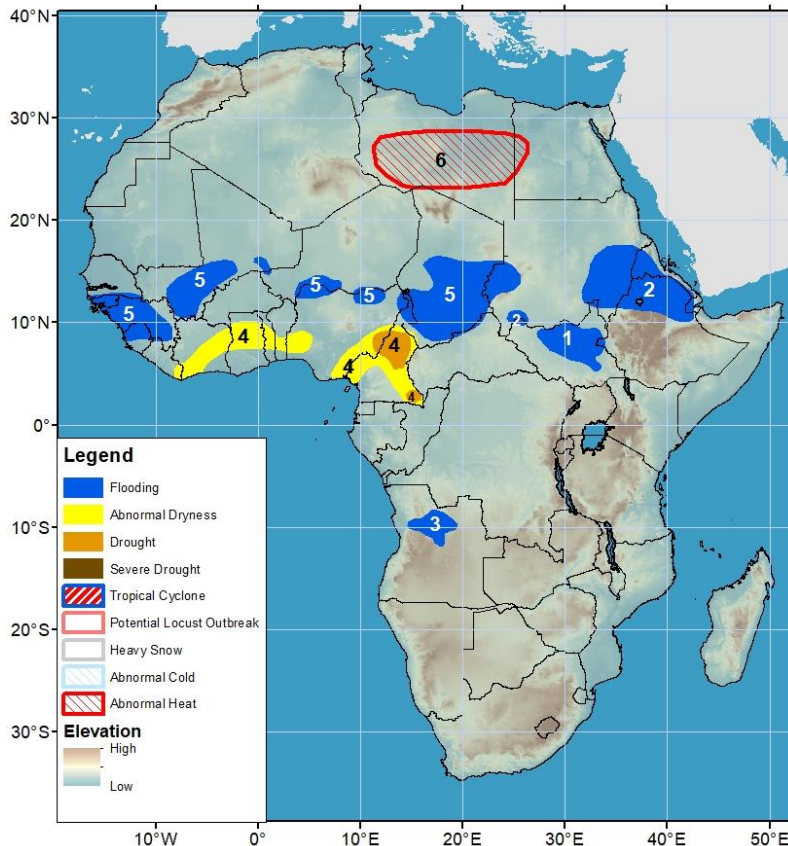 40°N
30°N
6
20°N
5
5
5
5
5
2
2
10°N
4
4
4
4
1
0°
3
10°S
20°S
30°S
Legend
Flooding
Abnormal Dryness
Drought
Severe Drought
Tropical Cyclone
Potential Locust Outbreak
Heavy Snow
Abnormal Cold
Abnormal Heat
Elevation
High
Low
10°W 0° 10°E 20°E 30°E 40°E 50°E